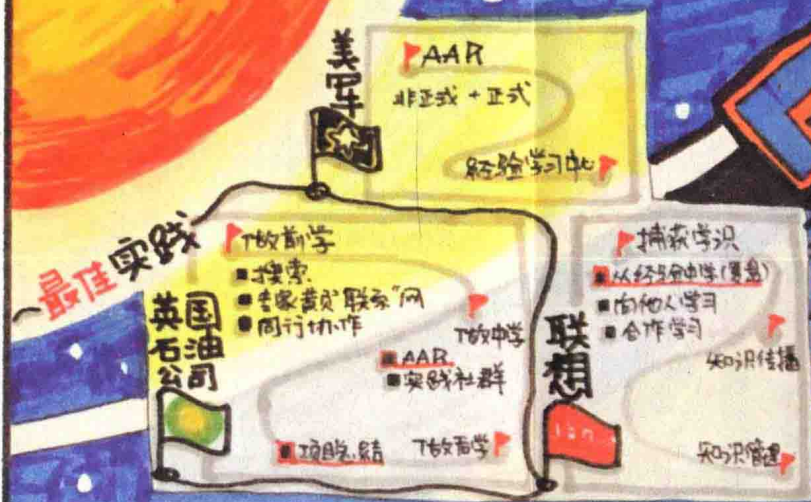 最佳实践
美军
AAR
非正式+正式
经验学习中心
英国石油公司
T做前学
搜索
专家黄页"联系"网
同行协作
T做中学
AAR
实践社群
T做后学
项目总结
联想
捕获学识
从经验中学(复盘)
向他人学习
合作学习
知识传播
知识管理